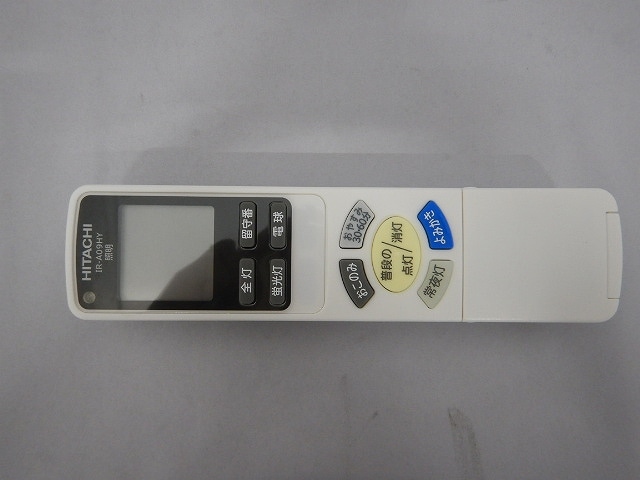 HITACHI
IR-A09HY
照明
全灯 留守番
蛍光灯 電球
おこのみ
おやすみ
30・60分
普段の
点灯/消灯
常夜灯
よみかき